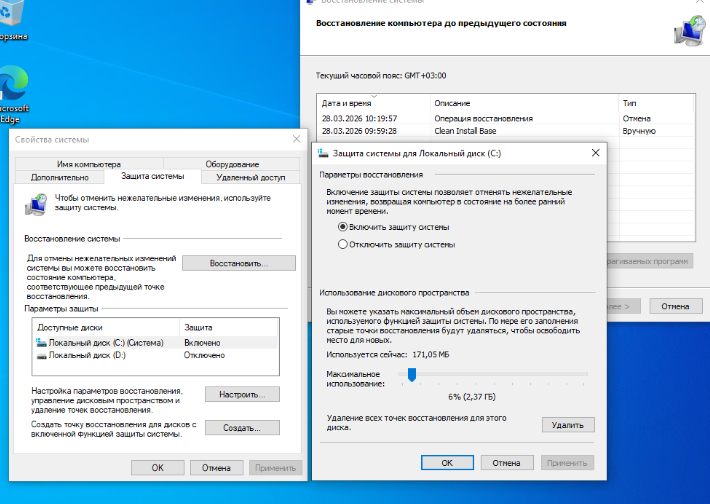 Корзина
Microsoft
Edge
Восстановление системы
Восстановление компьютера до предыдущего состояния
Текущий часовой пояс: GMT+03:00
Дата и время Описание Тип
28.03.2026 10:19:57 Операция восстановления Отмена
28.03.2026 09:59:28 Clean Install Base Вручную
Отмена
Свойства системы
Имя компьютера Оборудование
Дополнительно Защита системы Удаленный доступ
Чтобы отменить нежелательные изменения, используйте
защиту системы.
Восстановление системы
Для отмены нежелательных изменений
системы вы можете восстановить
состояние компьютера,
соответствующее предыдущей точке
восстановления.
Восстановить...
Параметры защиты
Доступные диски Защита
Локальный диск (C:) (Система) Включено
Локальный диск (D:) Отключено
Настройка параметров восстановления,
управление дисковым пространством и
удаление точек восстановления.
Настроить...
Создать точку восстановления для дисков с
включенной функцией защиты системы.
Создать...
OK Отмена Применить
Защита системы для Локальный диск (C:)
Параметры восстановления
Включение защиты системы позволяет отменять нежелательные
изменения, возвращая компьютер в состояние на более ранний
момент времени.
Включить защиту системы
Отключить защиту системы
Использование дискового пространства
Вы можете указать максимальный объем дискового пространства,
используемого функцией защиты системы. По мере его заполнения
старые точки восстановления будут удаляться, чтобы освободить
место для новых.
Используется сейчас: 171,05 МБ
Максимальное
использование:
6% (2,37 ГБ)
Удаление всех точек восстановления для этого
диска.
Удалить
OK Отмена Применить